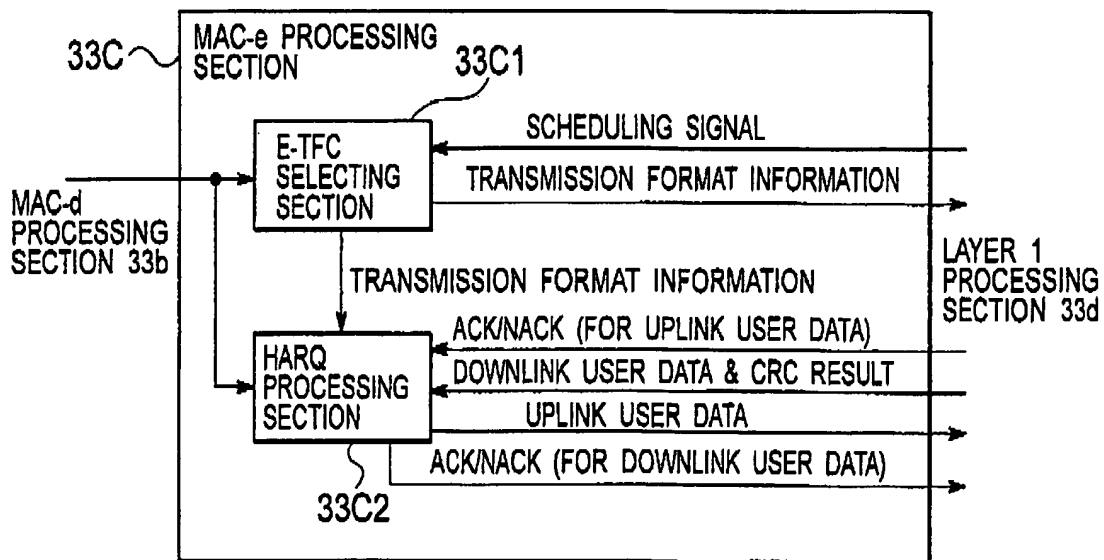 33C
MAC-e PROCESSING
SECTION
33C1
E-TFC
SELECTING
SECTION
SCHEDULING SIGNAL
TRANSMISSION FORMAT INFORMATION
MAC-d
PROCESSING
SECTION 33b
TRANSMISSION FORMAT INFORMATION
LAYER 1
PROCESSING
SECTION 33d
HARQ
PROCESSING
SECTION
ACK/NACK (FOR UPLINK USER DATA)
DOWNLINK USER DATA & CRC RESULT
UPLINK USER DATA
ACK/NACK (FOR DOWNLINK USER DATA)
33C2